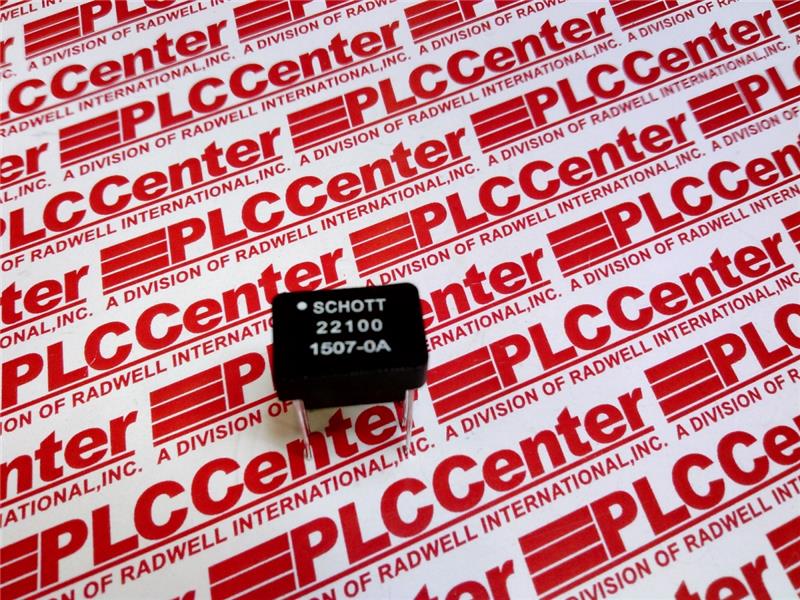 PLCCenter
A DIVISION OF RADWELL INTERNATIONAL, INC.
SCHOTT
22100
1507-0A